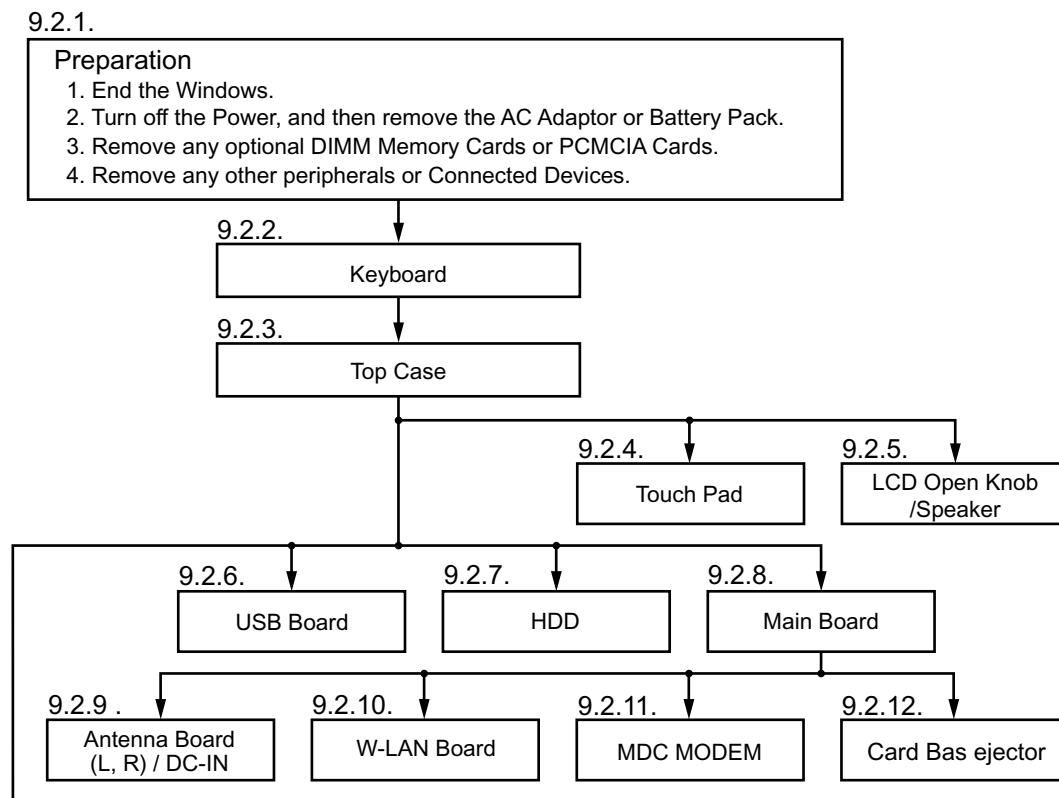 9.2.1.
Preparation
1. End the Windows.
2. Turn off the Power, and then remove the AC Adaptor or Battery Pack.
3. Remove any optional DIMM Memory Cards or PCMCIA Cards.
4. Remove any other peripherals or Connected Devices.
9.2.2.
Keyboard
9.2.3.
Top Case
9.2.4.
Touch Pad
9.2.5.
LCD Open Knob
/Speaker
9.2.6.
USB Board
9.2.7.
HDD
9.2.8.
Main Board
9.2.9 .
Antenna Board
(L, R) / DC-IN
9.2.10.
W-LAN Board
9.2.11.
MDC MODEM
9.2.12.
Card Bas ejector